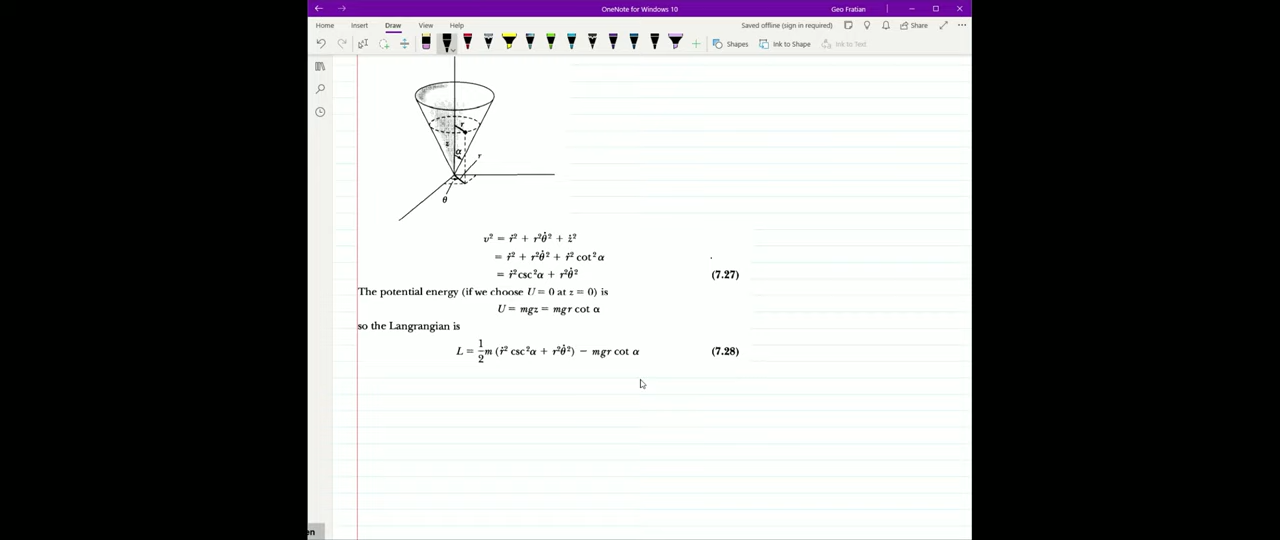 OneNote for Windows 10
Geo Fratian
Home Insert Draw View Help
Saved offline (sign in required)
Share
Shapes
Ink to Shape
Ink to Text
r
z
α
r
θ
v² = ṙ² + r²θ̇² + ż²
= ṙ² + r²θ̇² + ṙ² cot²α
= ṙ² csc²α + r²θ̇² (7.27)
The potential energy (if we choose U = 0 at z = 0) is
U = mgz = mgr cot α
so the Langrangian is
L = 1/2 m (ṙ² csc²α + r²θ̇²) − mgr cot α (7.28)
en